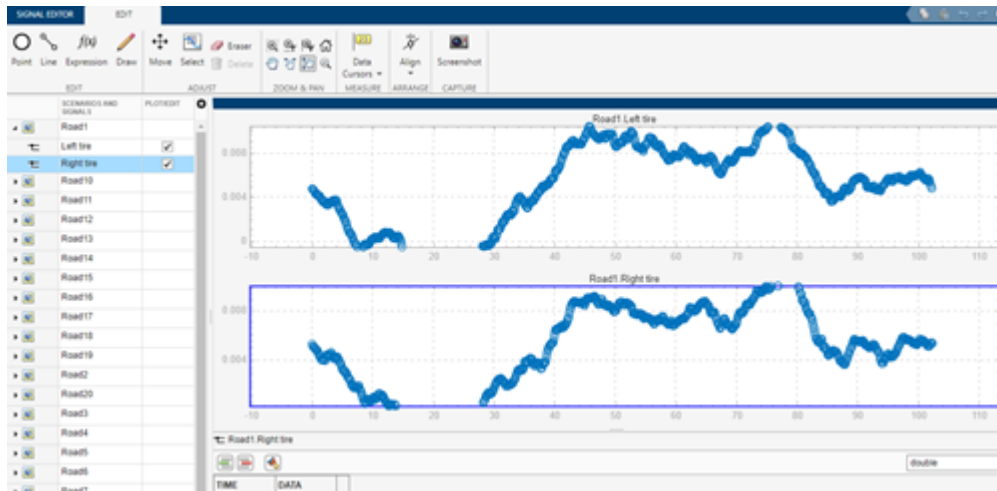 SIGNAL EDITOR EDIT
Point Line Expression Draw Move Select Eraser Delete Data Cursors Align Screenshot
EDIT ADJUST ZOOM & PAN MEASURE ARRANGE CAPTURE
SCENARIOS AND SIGNALS PLOT/EDIT
Road1
Left tire
Right tire
Road10
Road11
Road12
Road13
Road14
Road15
Road16
Road17
Road18
Road19
Road2
Road20
Road3
Road4
Road5
Road6
Road7
Road1.Left tire
0.008
0.004
0
-10 0 10 20 30 40 50 60 70 80 90 100 110
Road1.Right tire
0.008
0.004
-10 0 10 20 30 40 50 60 70 80 90 100 110
Road1.Right tire
double
TIME DATA